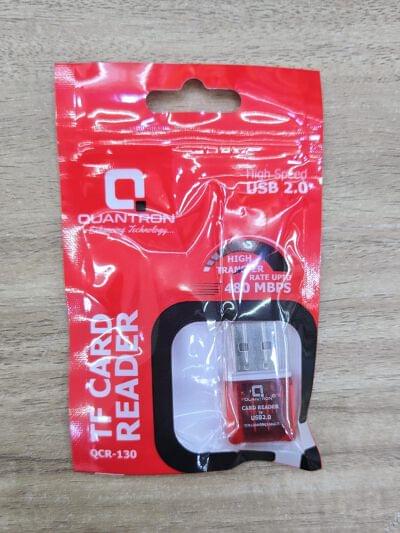 High-Speed
USB 2.0
QUANTRON
Enhancing Technology...
HIGH
TRANSFER
RATE UPTO
480 MBPS
TF CARD
READER
QCR-130
QUANTRON
CARD READER
USB2.0